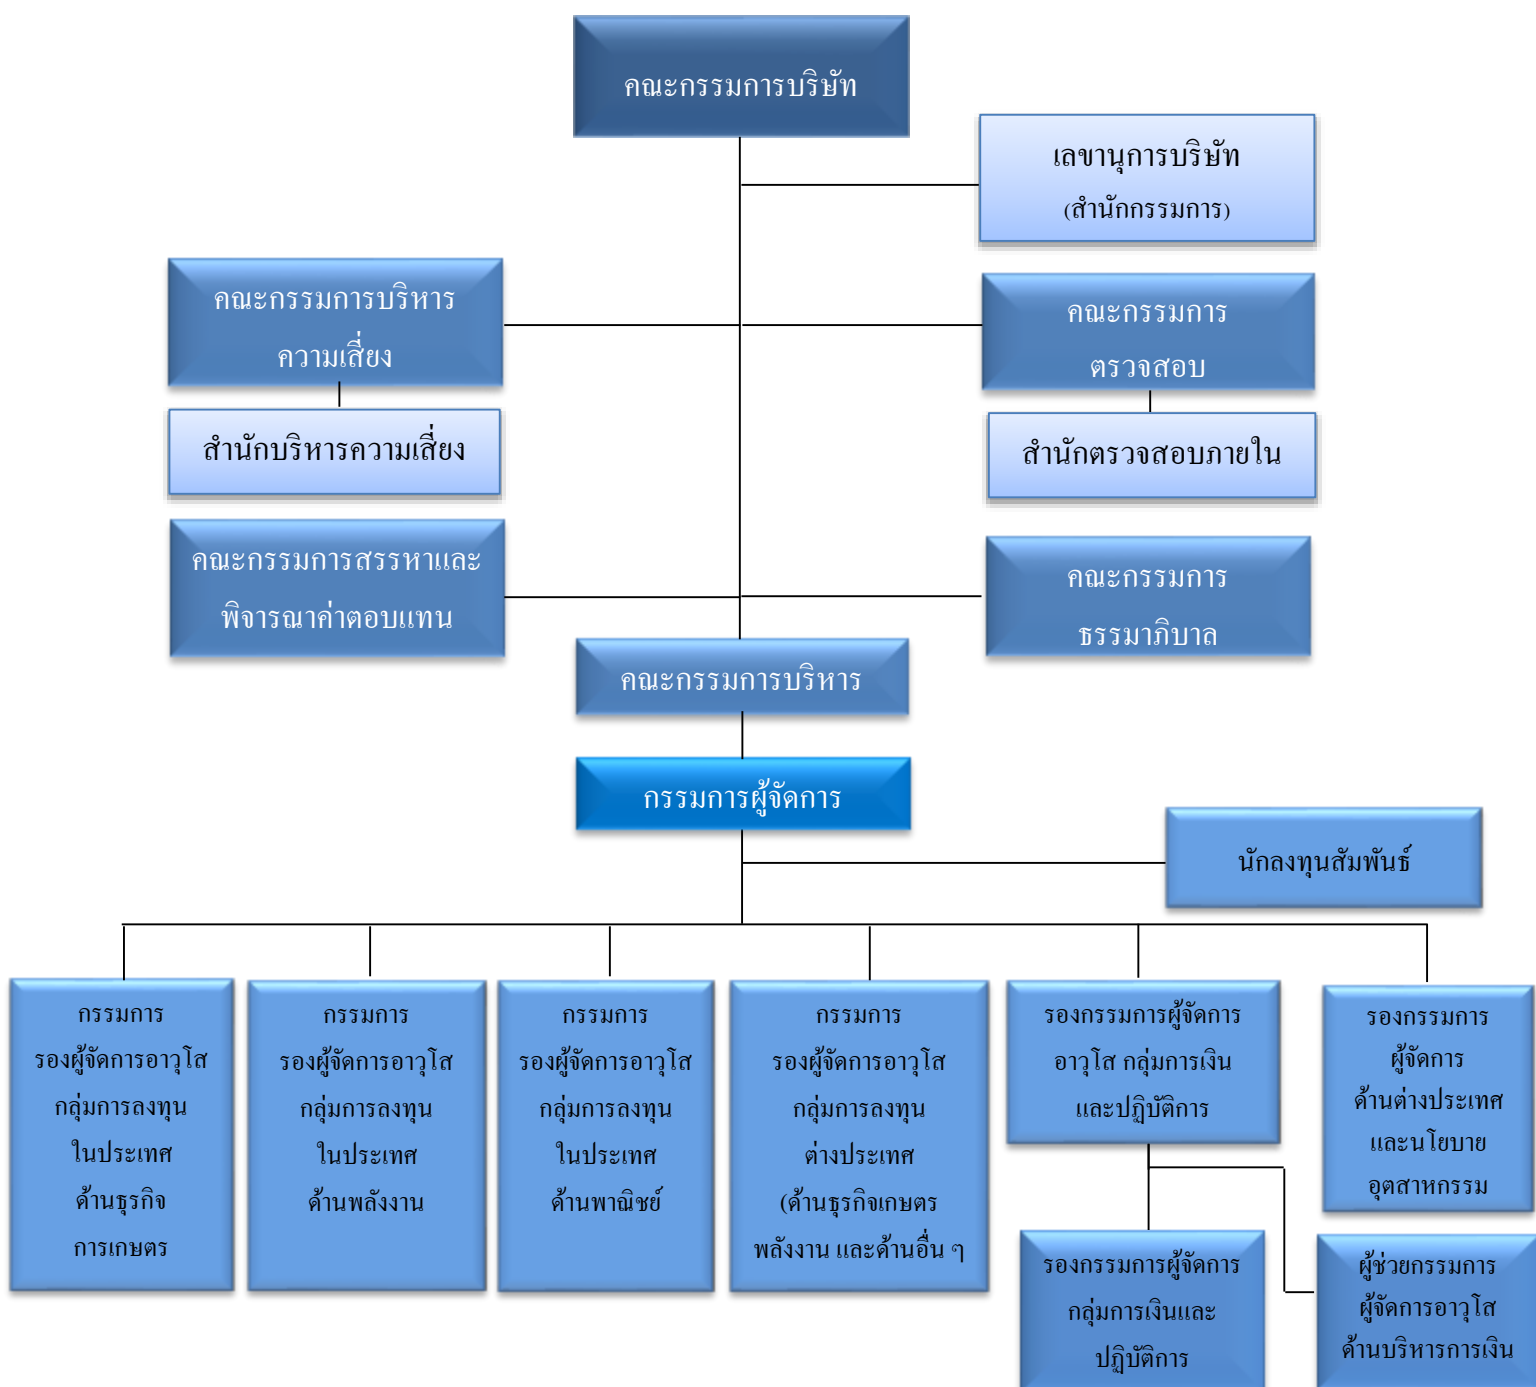 คณะกรรมการบริษัท
เลขานุการบริษัท
(สำนักกรรมการ)
คณะกรรมการบริหาร
ความเสี่ยง
คณะกรรมการ
ตรวจสอบ
สำนักบริหารความเสี่ยง
สำนักตรวจสอบภายใน
คณะกรรมการสรรหาและ
พิจารณาค่าตอบแทน
คณะกรรมการ
ธรรมาภิบาล
คณะกรรมการบริหาร
กรรมการผู้จัดการ
นักลงทุนสัมพันธ์
กรรมการ
รองผู้จัดการอาวุโส
กลุ่มการลงทุน
ในประเทศ
ด้านธุรกิจ
การเกษตร
กรรมการ
รองผู้จัดการอาวุโส
กลุ่มการลงทุน
ในประเทศ
ด้านพลังงาน
กรรมการ
รองผู้จัดการอาวุโส
กลุ่มการลงทุน
ในประเทศ
ด้านพาณิชย์
กรรมการ
รองผู้จัดการอาวุโส
กลุ่มการลงทุน
ต่างประเทศ
(ด้านธุรกิจเกษตร
พลังงาน และด้านอื่น ๆ
รองกรรมการผู้จัดการ
อาวุโส กลุ่มการเงิน
และปฏิบัติการ
รองกรรมการ
ผู้จัดการ
ด้านต่างประเทศ
และนโยบาย
อุตสาหกรรม
รองกรรมการผู้จัดการ
กลุ่มการเงินและ
ปฏิบัติการ
ผู้ช่วยกรรมการ
ผู้จัดการอาวุโส
ด้านบริหารการเงิน